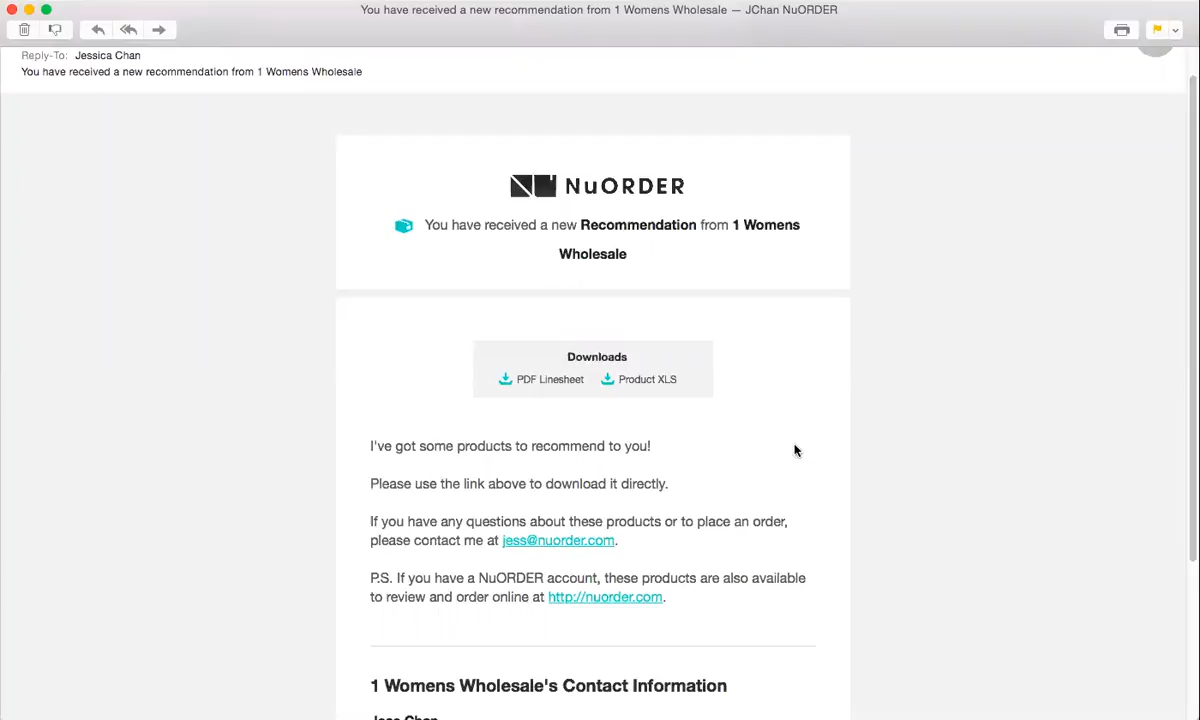 You have received a new recommendation from 1 Womens Wholesale — JChan NuORDER
Reply-To: Jessica Chan
You have received a new recommendation from 1 Womens Wholesale
NuORDER
You have received a new Recommendation from 1 Womens
Wholesale
Downloads
PDF Linesheet Product XLS
I've got some products to recommend to you!
Please use the link above to download it directly.
If you have any questions about these products or to place an order,
please contact me at jess@nuorder.com.
P.S. If you have a NuORDER account, these products are also available
to review and order online at http://nuorder.com.
1 Womens Wholesale's Contact Information